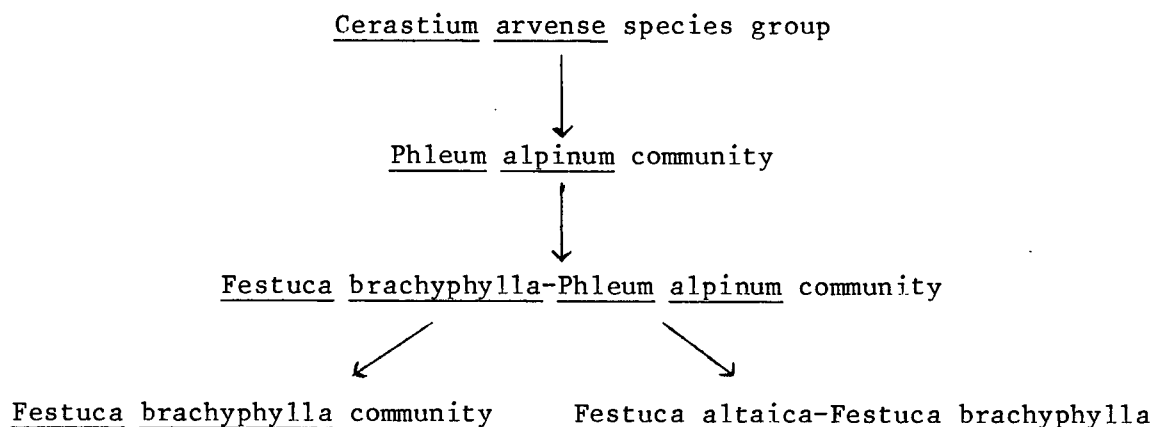 Cerastium arvense species group
Phleum alpinum community
Festuca brachyphylla-Phleum alpinum community
Festuca brachyphylla community Festuca altaica-Festuca brachyphylla